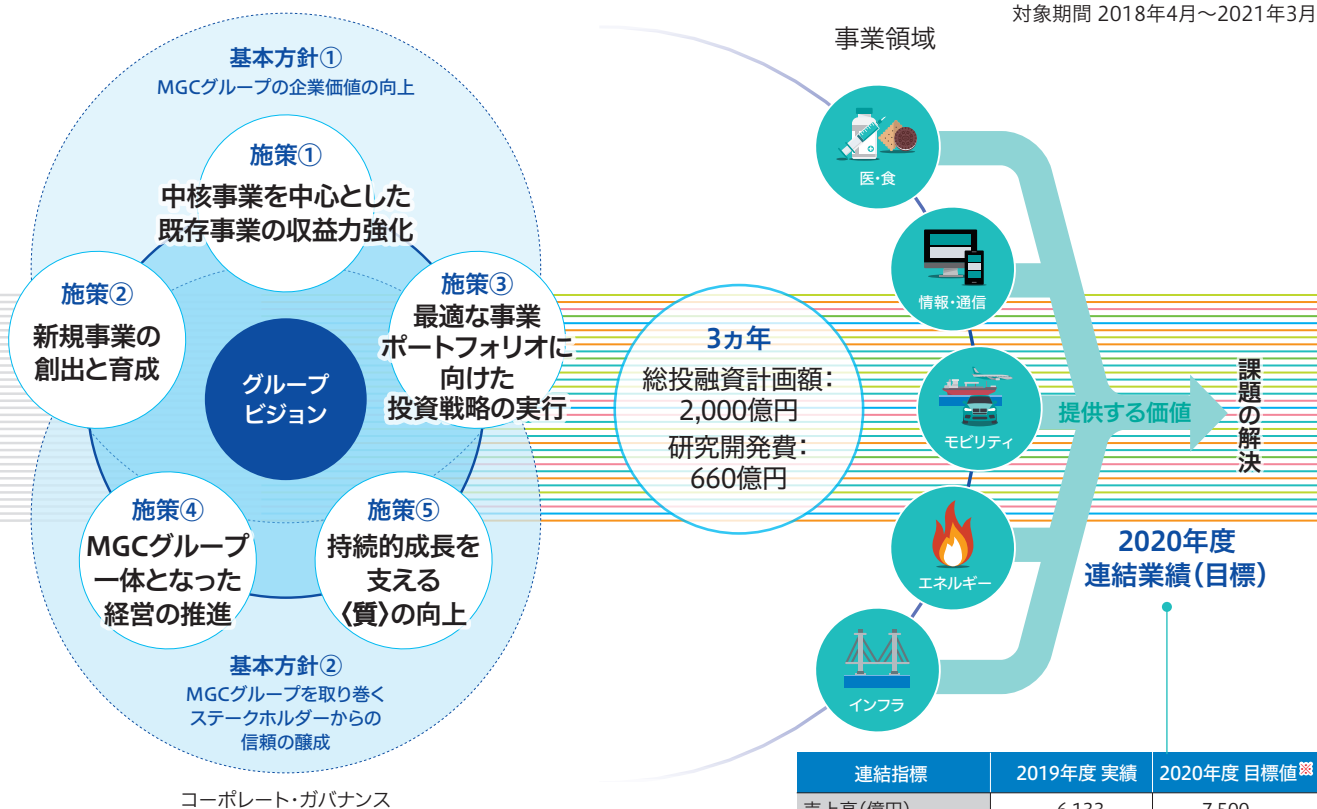 対象期間 2018年4月～2021年3月
基本方針①
MGCグループの企業価値の向上
施策①
中核事業を中心とした
既存事業の収益力強化
施策②
新規事業の
創出と育成
施策③
最適な事業
ポートフォリオに
向けた
投資戦略の実行
グループ
ビジョン
施策④
MGCグループ
一体となった
経営の推進
施策⑤
持続的成長を
支える
〈質〉の向上
基本方針②
MGCグループを取り巻く
ステークホルダーからの
信頼の醸成
コーポレート・ガバナンス
3ヵ年
総投融資計画額：
2,000億円
研究開発費：
660億円
事業領域
医・食
情報・通信
モビリティ
エネルギー
インフラ
提供する価値
課題の解決
2020年度
連結業績（目標）
連結指標 2019年度 実績 2020年度 目標値※
売上高（億円） 6,133 7,500